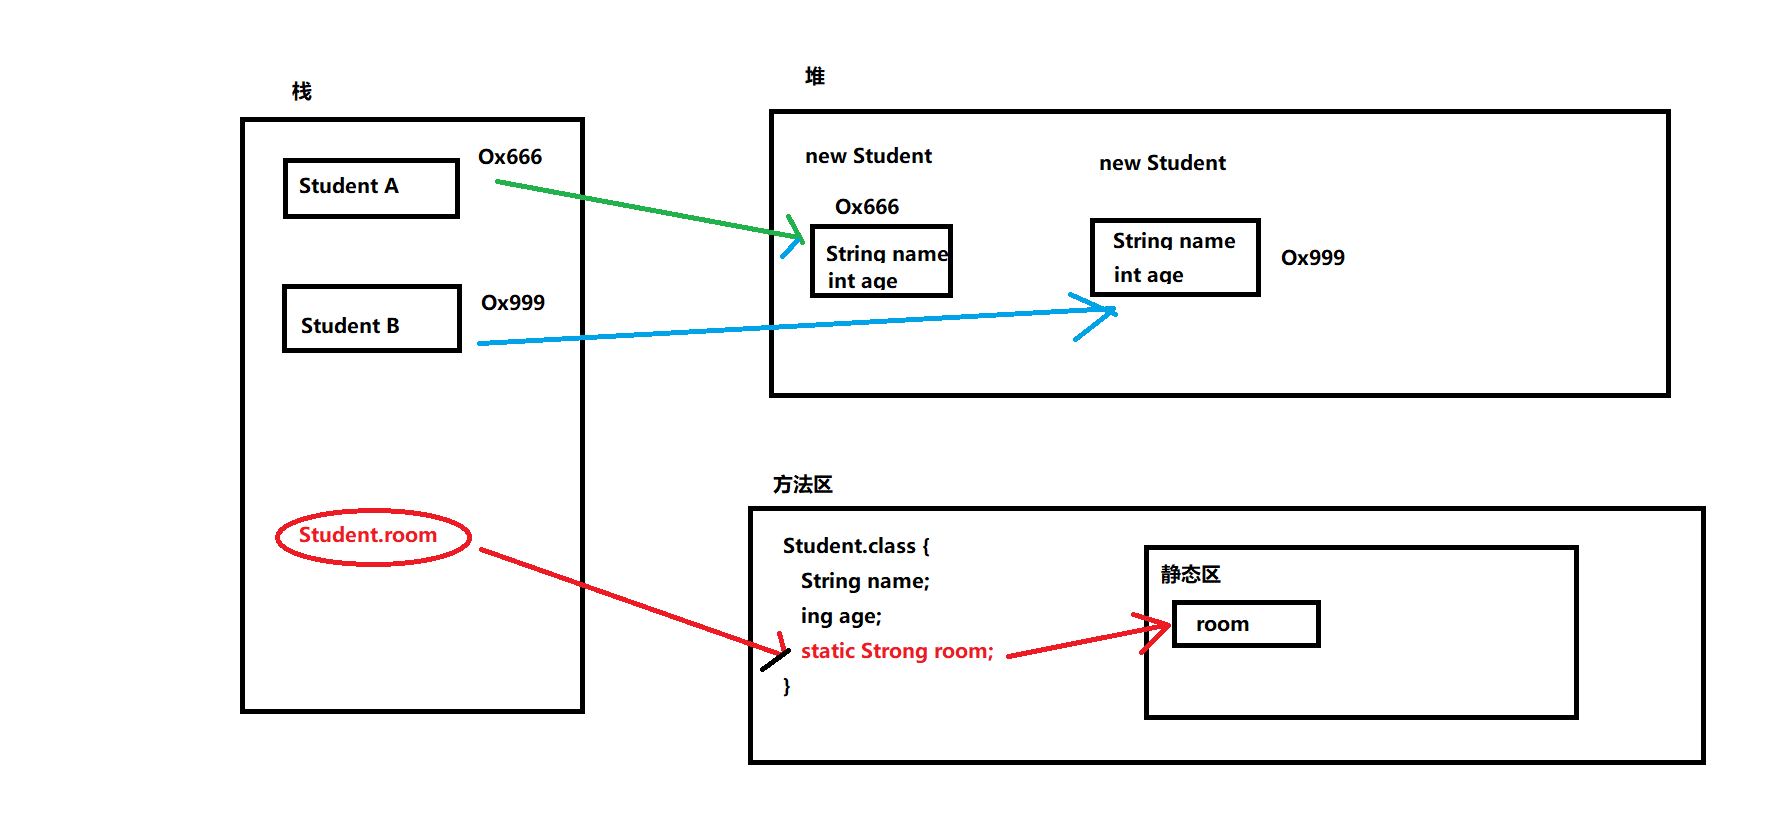 栈
Student A
Ox666
Student B
Ox999
Student.room
堆
new Student
Ox666
String name
int age
new Student
String name
int age
Ox999
方法区
Student.class {
String name;
ing age;
static Strong room;
}
静态区
room